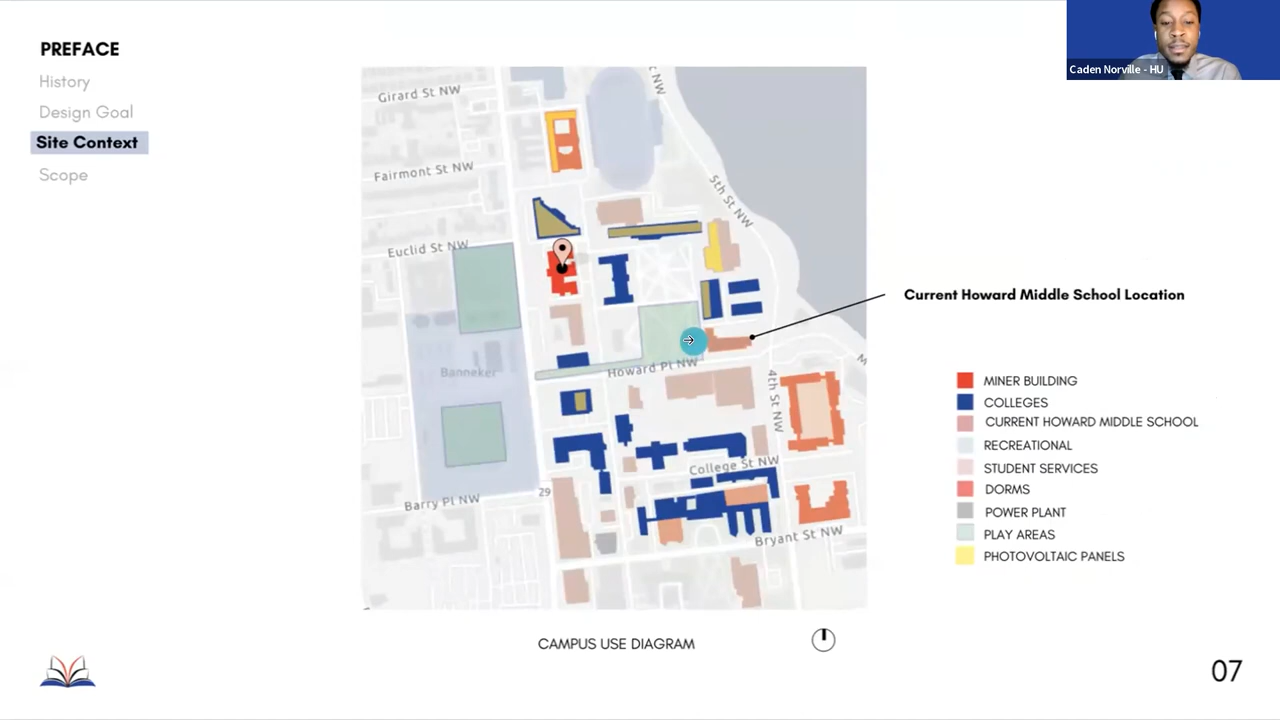 PREFACE
History
Design Goal
Site Context
Scope
Caden Norville - HU
Girard St NW
Fairmont St NW
Euclid St NW
Banneker
Barry Pl NW
29
t NW
5th St NW
Howard Pl NW
4th St NW
College St NW
Bryant St NW
Current Howard Middle School Location
MINER BUILDING
COLLEGES
CURRENT HOWARD MIDDLE SCHOOL
RECREATIONAL
STUDENT SERVICES
DORMS
POWER PLANT
PLAY AREAS
PHOTOVOLTAIC PANELS
CAMPUS USE DIAGRAM
07